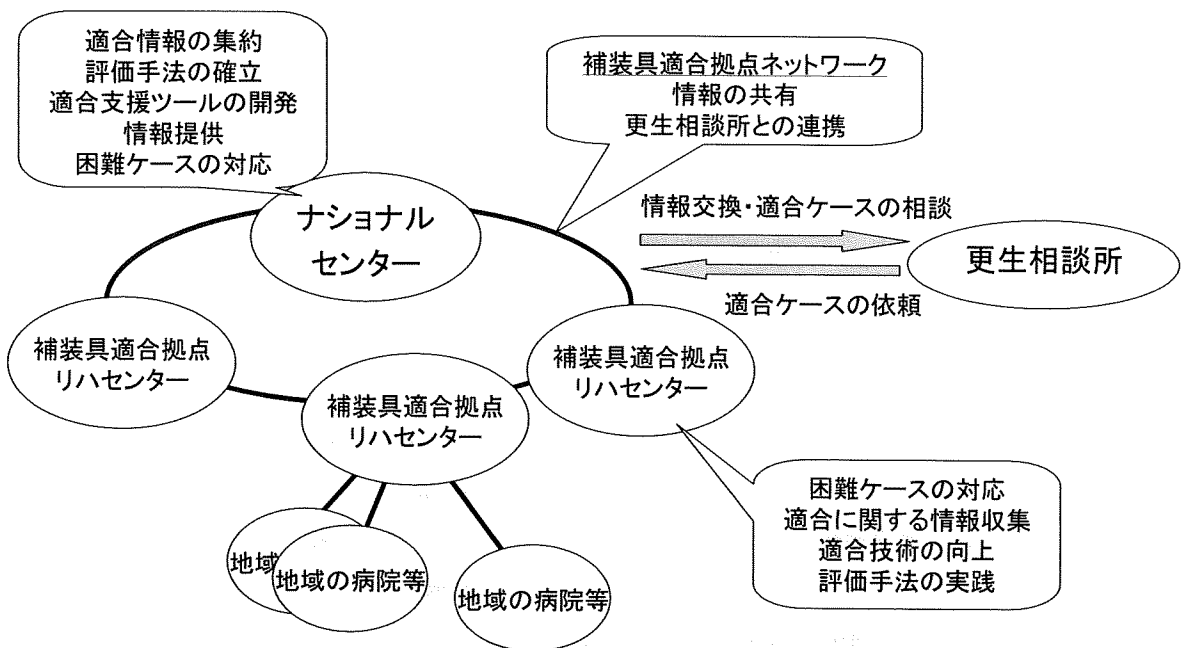 適合情報の集約
評価手法の確立
適合支援ツールの開発
情報提供
困難ケースの対応
補装具適合拠点ネットワーク
情報の共有
更生相談所との連携
ナショナル
センター
情報交換・適合ケースの相談
更生相談所
適合ケースの依頼
補装具適合拠点
リハセンター
補装具適合拠点
リハセンター
補装具適合拠点
リハセンター
困難ケースの対応
適合に関する情報収集
適合技術の向上
評価手法の実践
地域
地域の病院等
地域の病院等